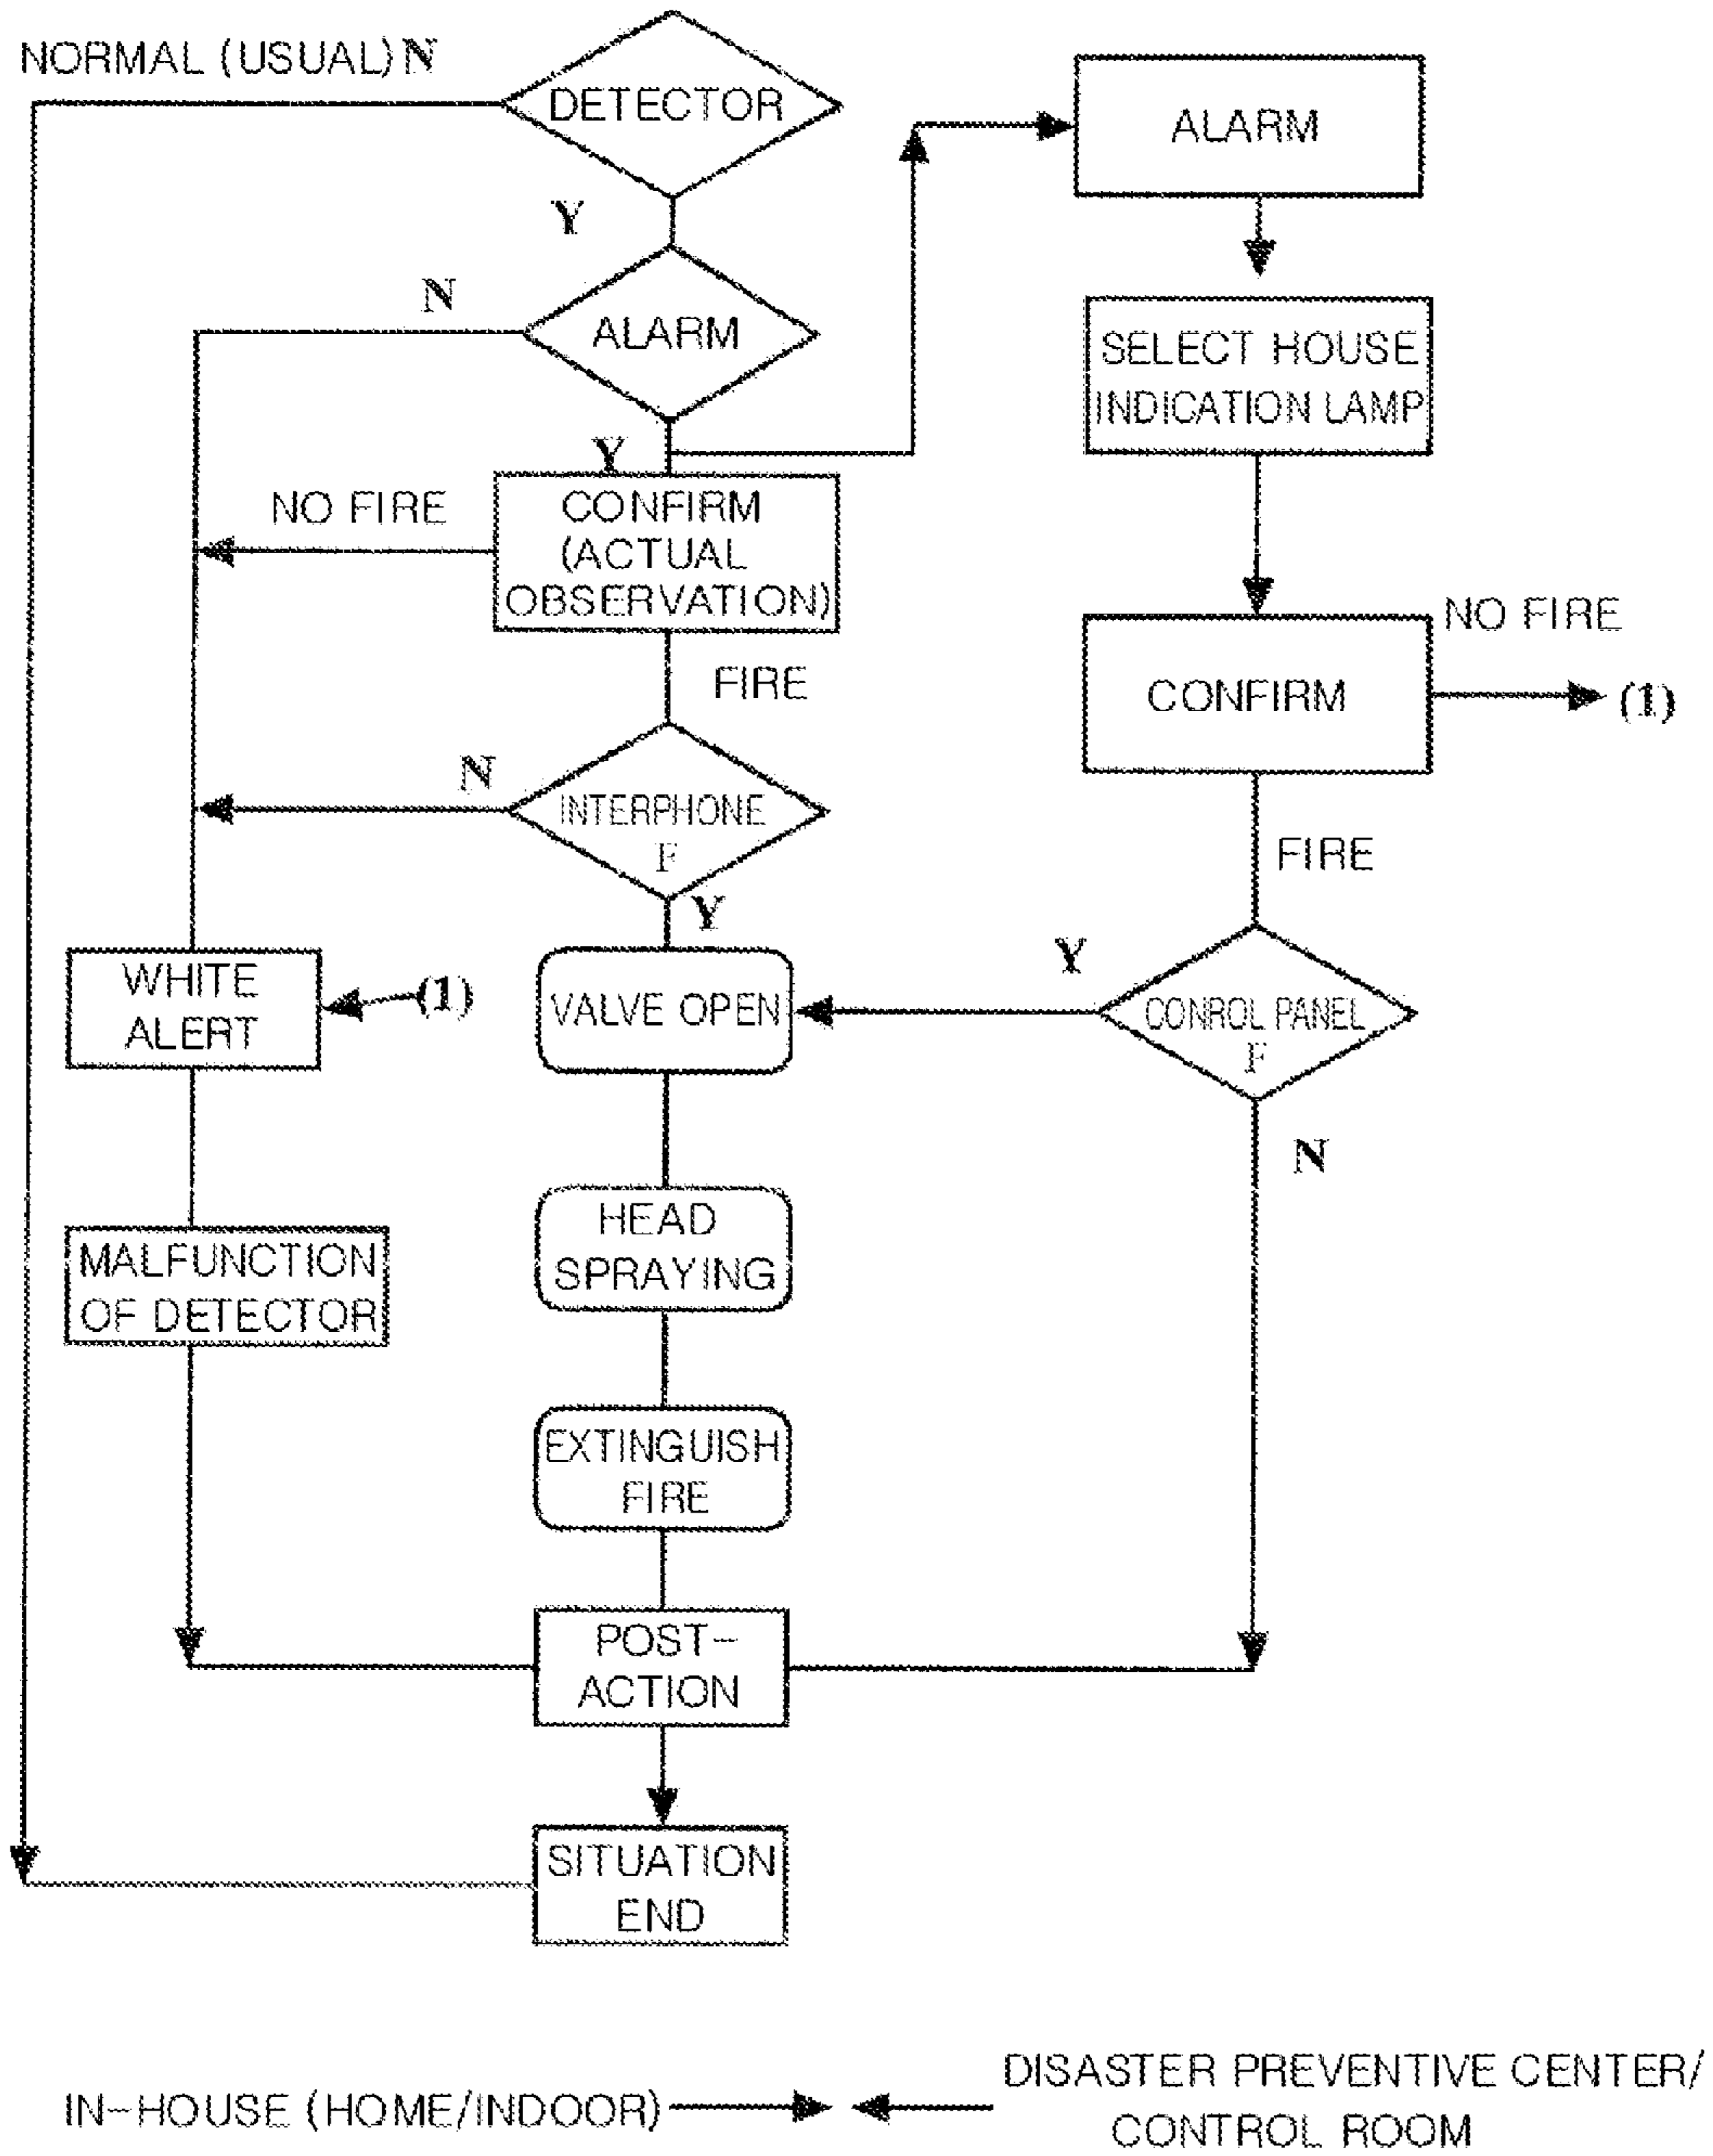 NORMAL (USUAL) N
DETECTOR
Y
ALARM
N
ALARM
Y
SELECT HOUSE
INDICATION LAMP
NO FIRE
CONFIRM
(ACTUAL
OBSERVATION)
FIRE
NO FIRE
CONFIRM
(1)
N
INTERPHONE
F
Y
FIRE
WHITE
ALERT
(1)
VALVE OPEN
Y
CONROL PANEL
F
N
HEAD
SPRAYING
MALFUNCTION
OF DETECTOR
EXTINGUISH
FIRE
POST-
ACTION
SITUATION
END
IN-HOUSE (HOME/INDOOR)
DISASTER PREVENTIVE CENTER/
CONTROL ROOM